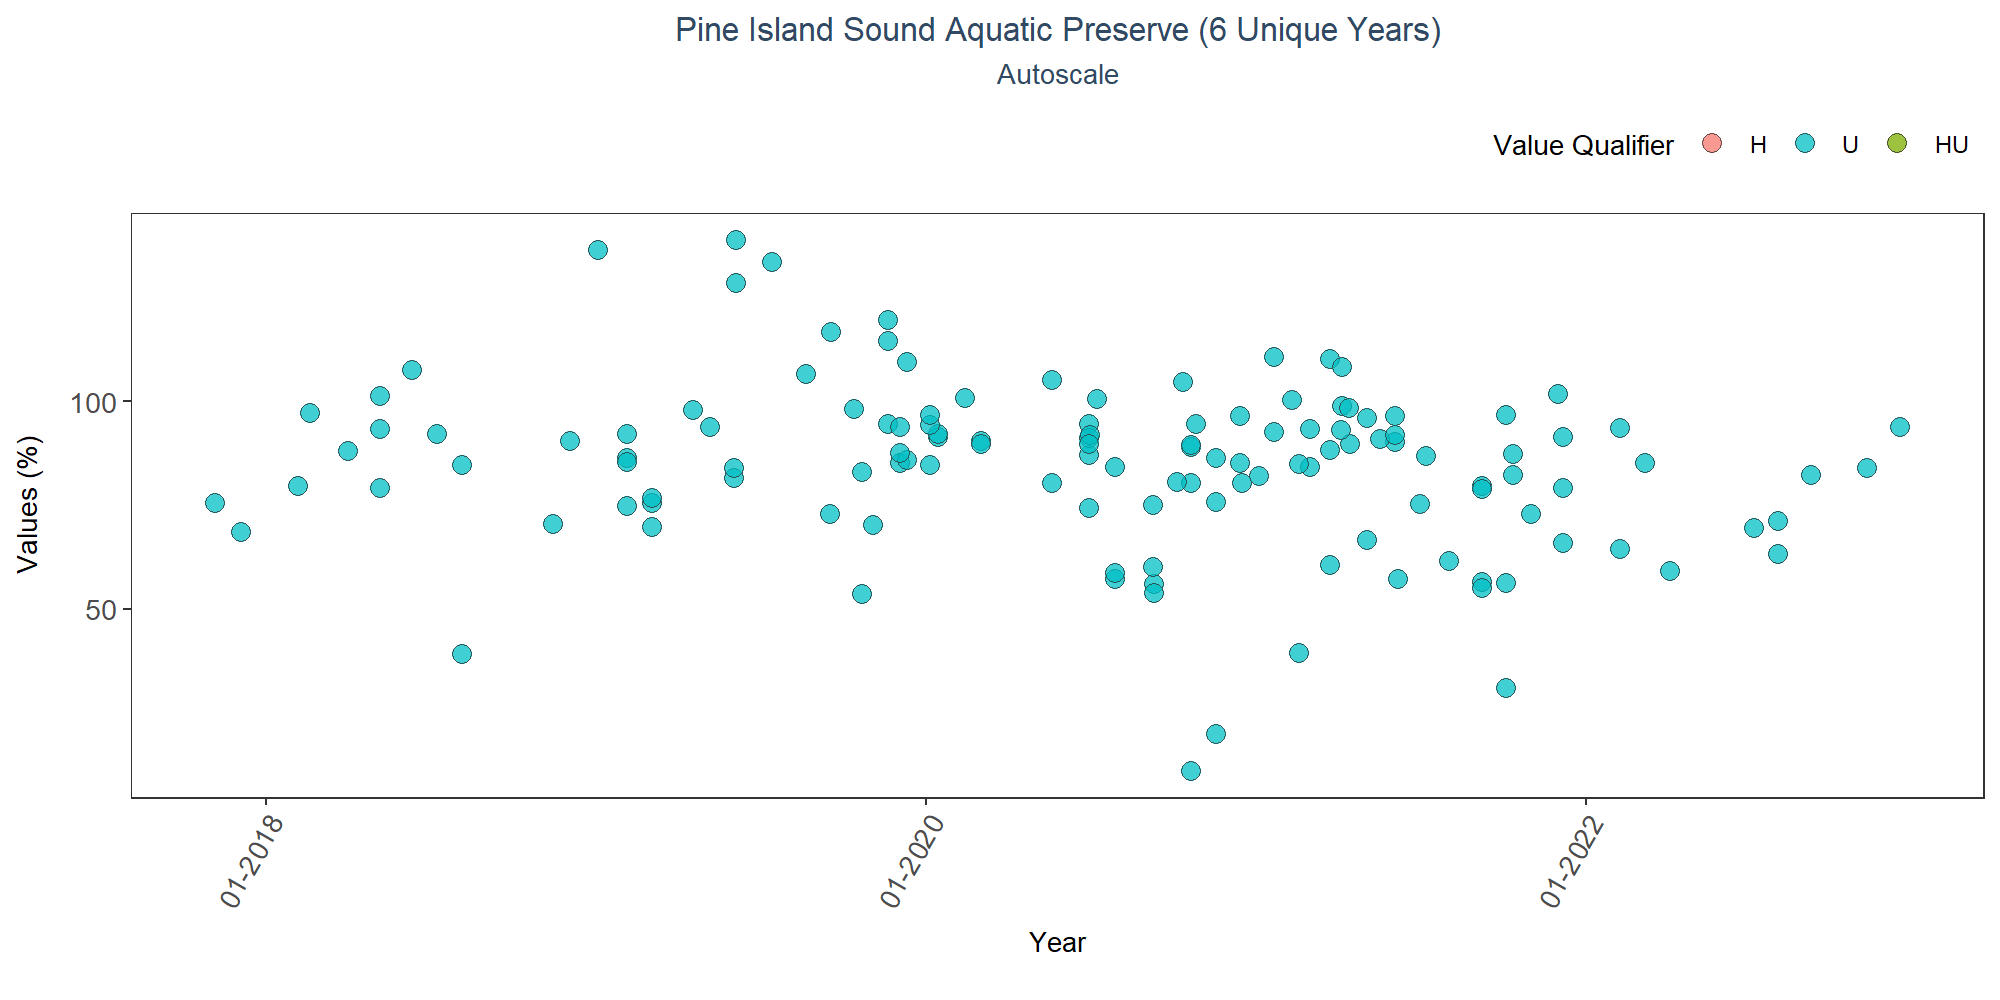 Pine Island Sound Aquatic Preserve (6 Unique Years)
Autoscale
Value Qualifier H U HU
Values (%)
100
50
01-2018 01-2020 01-2022
Year